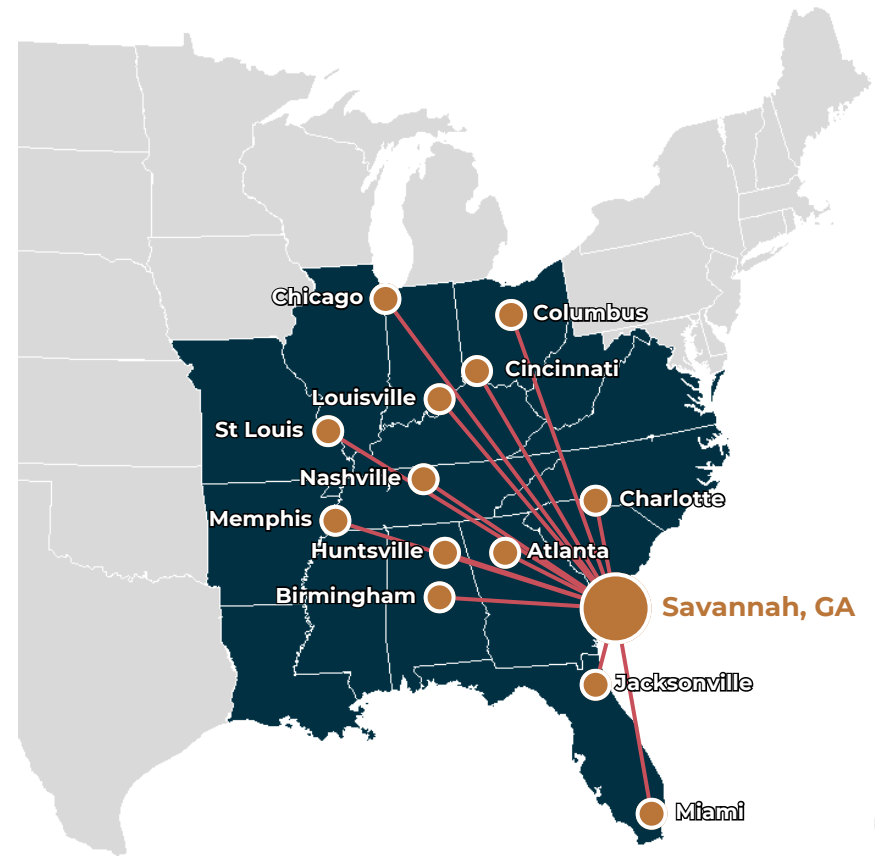 Chicago
Columbus
Cincinnati
Louisville
St Louis
Nashville
Charlotte
Memphis
Huntsville
Atlanta
Birmingham
Savannah, GA
Jacksonville
Miami